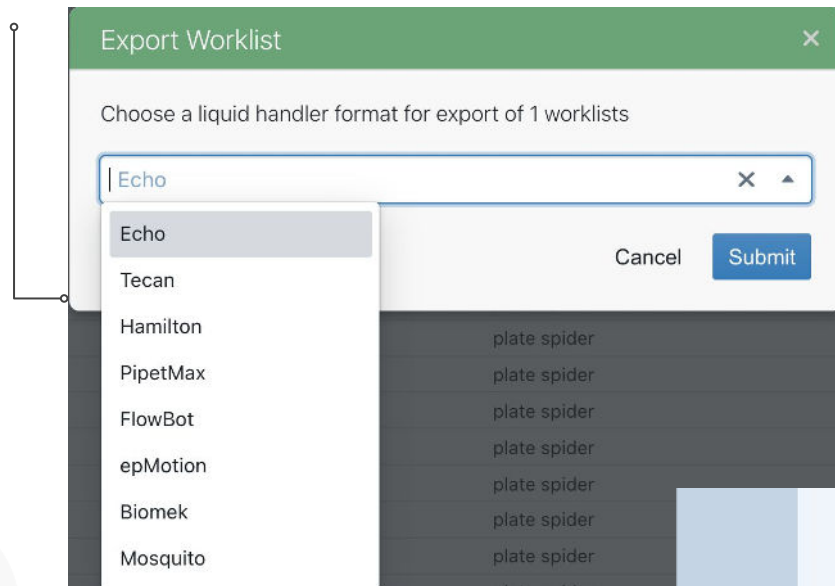 Export Worklist
Choose a liquid handler format for export of 1 worklists
Echo
Echo
Tecan
Hamilton
PipetMax
FlowBot
epMotion
Biomek
Mosquito
Cancel
Submit
plate spider
plate spider
plate spider
plate spider
plate spider
plate spider
plate spider